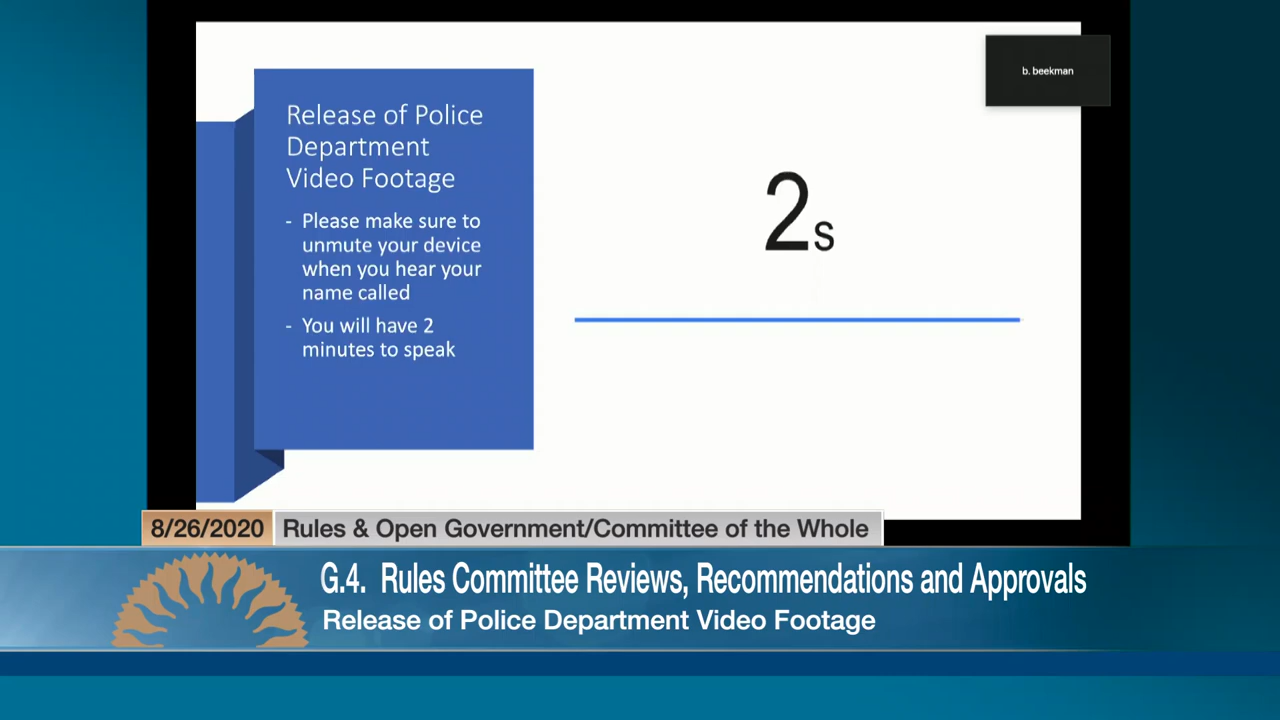 Release of Police
Department
Video Footage
- Please make sure to
unmute your device
when you hear your
name called
- You will have 2
minutes to speak
2s
b. beekman
8/26/2020 Rules & Open Government/Committee of the Whole
G.4. Rules Committee Reviews, Recommendations and Approvals
Release of Police Department Video Footage